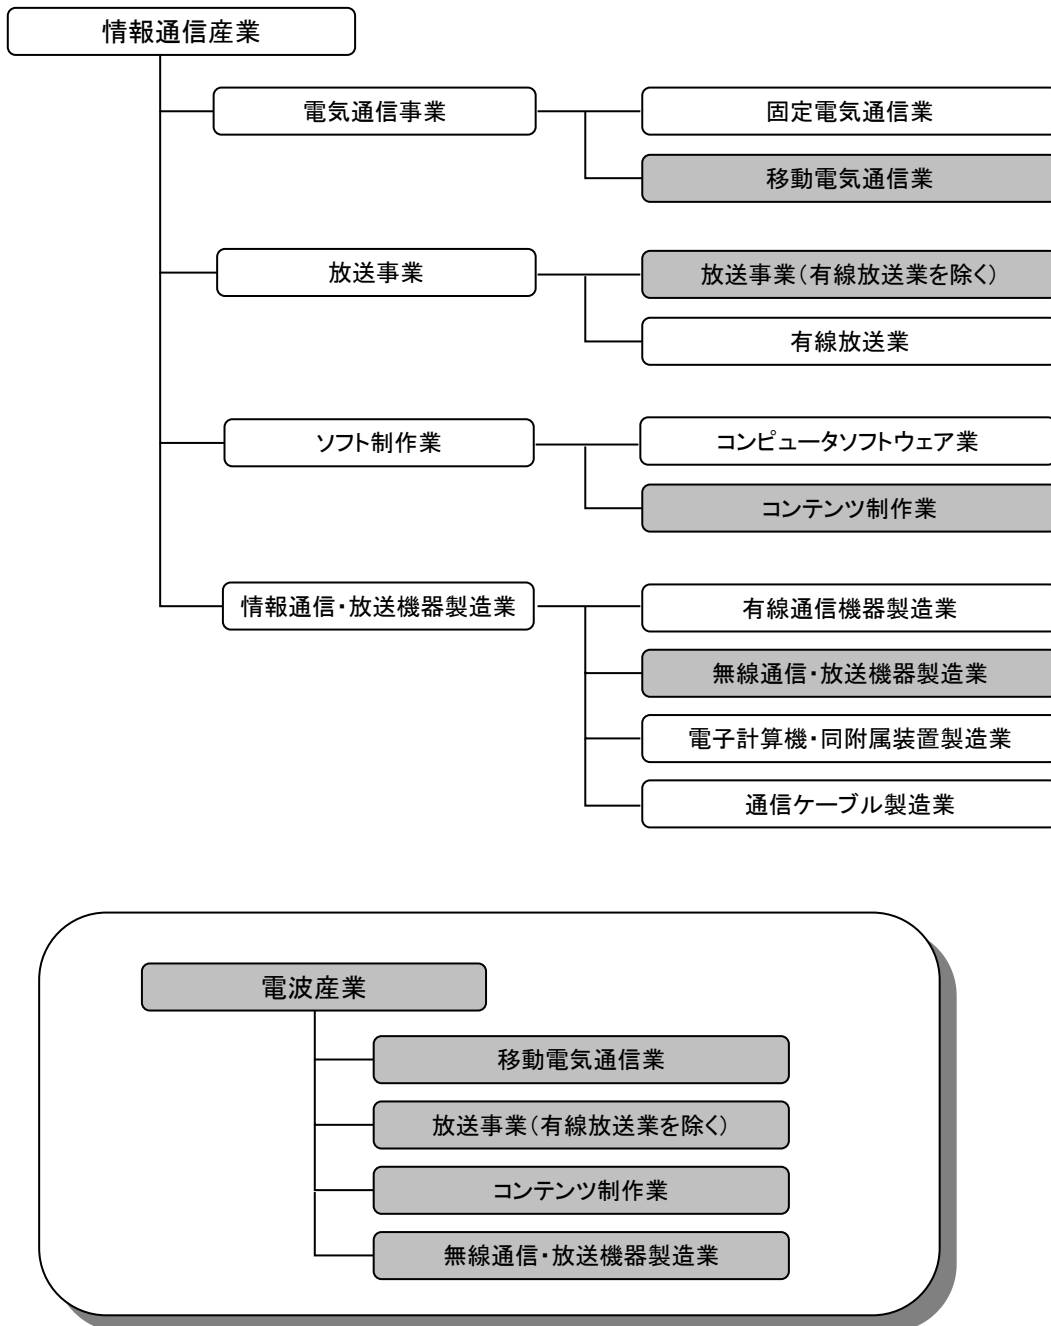 情報通信産業
電気通信事業
固定電気通信業
移動電気通信業
放送事業
放送事業(有線放送業を除く)
有線放送業
ソフト制作業
コンピュータソフトウェア業
コンテンツ制作業
情報通信・放送機器製造業
有線通信機器製造業
無線通信・放送機器製造業
電子計算機・同附属装置製造業
通信ケーブル製造業
電波産業
移動電気通信業
放送事業(有線放送業を除く)
コンテンツ制作業
無線通信・放送機器製造業